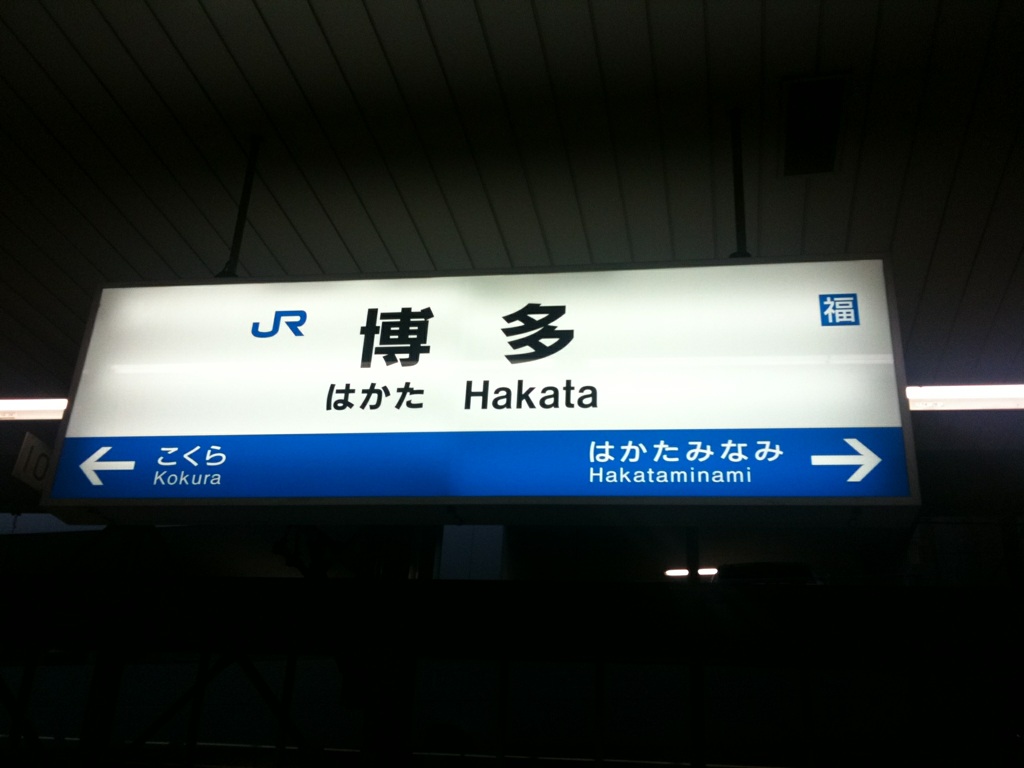 JR 博多 福
はかた Hakata
← こくら はかたみなみ →
Kokura Hakataminami
10